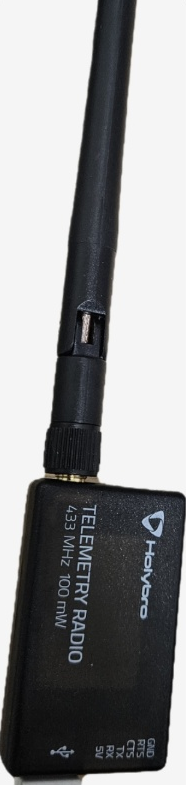 Holybro
TELEMETRY RADIO
433 MHz 100 mW
GND
RTS
CTS
TX
RX
5V